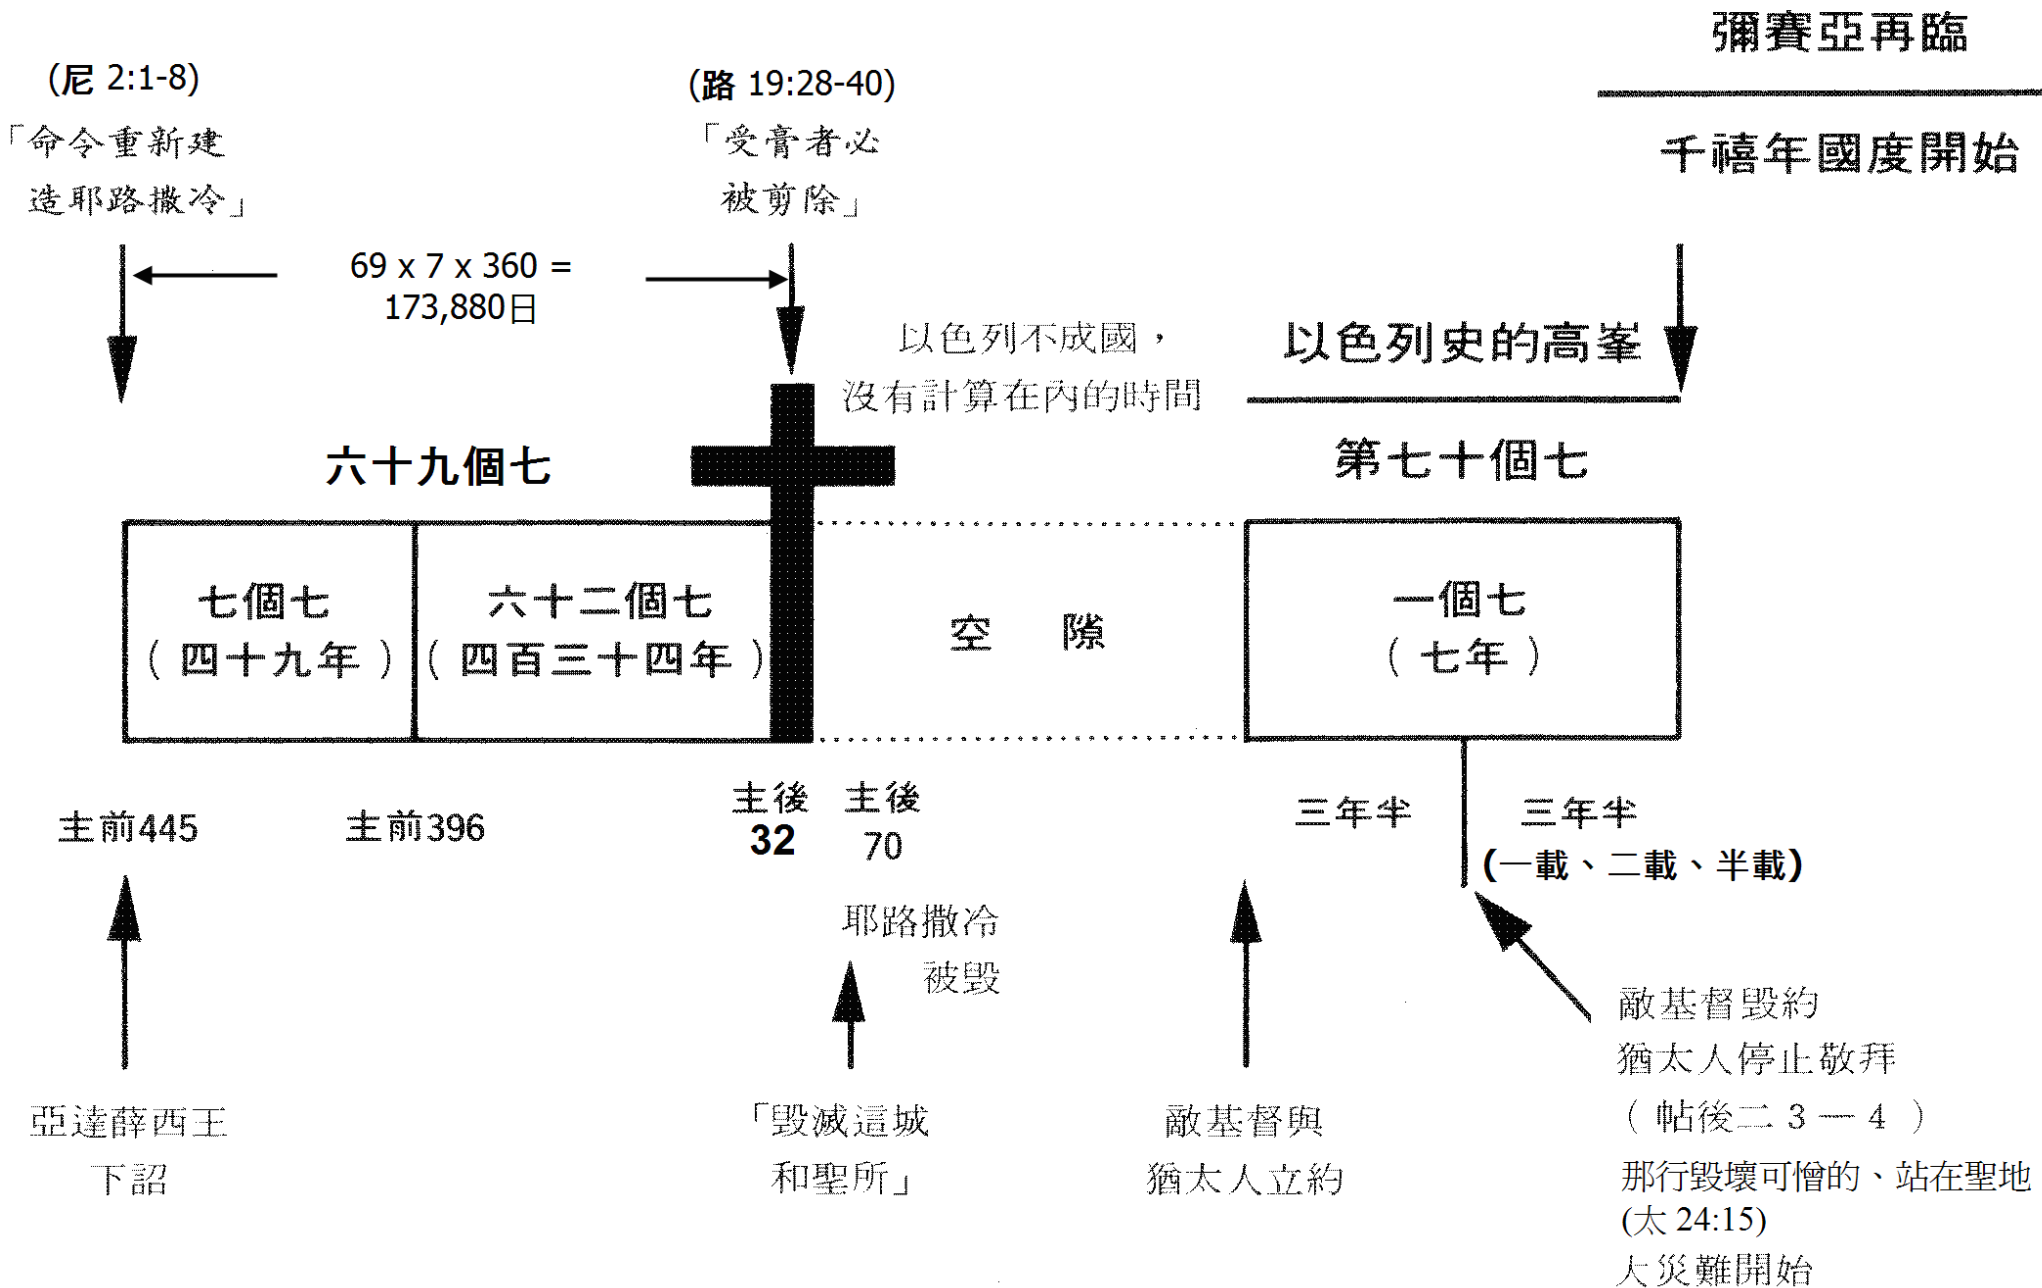 彌賽亞再臨
千禧年國度開始
(尼 2:1-8)
「命令重新建
造耶路撒冷」
(路 19:28-40)
「受膏者必
被剪除」
69 x 7 x 360 =
173,880日
以色列不成國，
沒有計算在內的時間
以色列史的高峯
六十九個七
第七十個七
七個七
（四十九年）
六十二個七
（四百三十四年）
空 隙
一個七
（七年）
主前445
主前396
主後
32
主後
70
三年半
三年半
(一載、二載、半載)
耶路撒冷
被毀
亞達薛西王
下詔
「毀滅這城
和聖所」
敵基督與
猶太人立約
敵基督毀約
猶太人停止敬拜
（帖後二 3 — 4 ）
那行毀壞可憎的、站在聖地
(太 24:15)
大災難開始